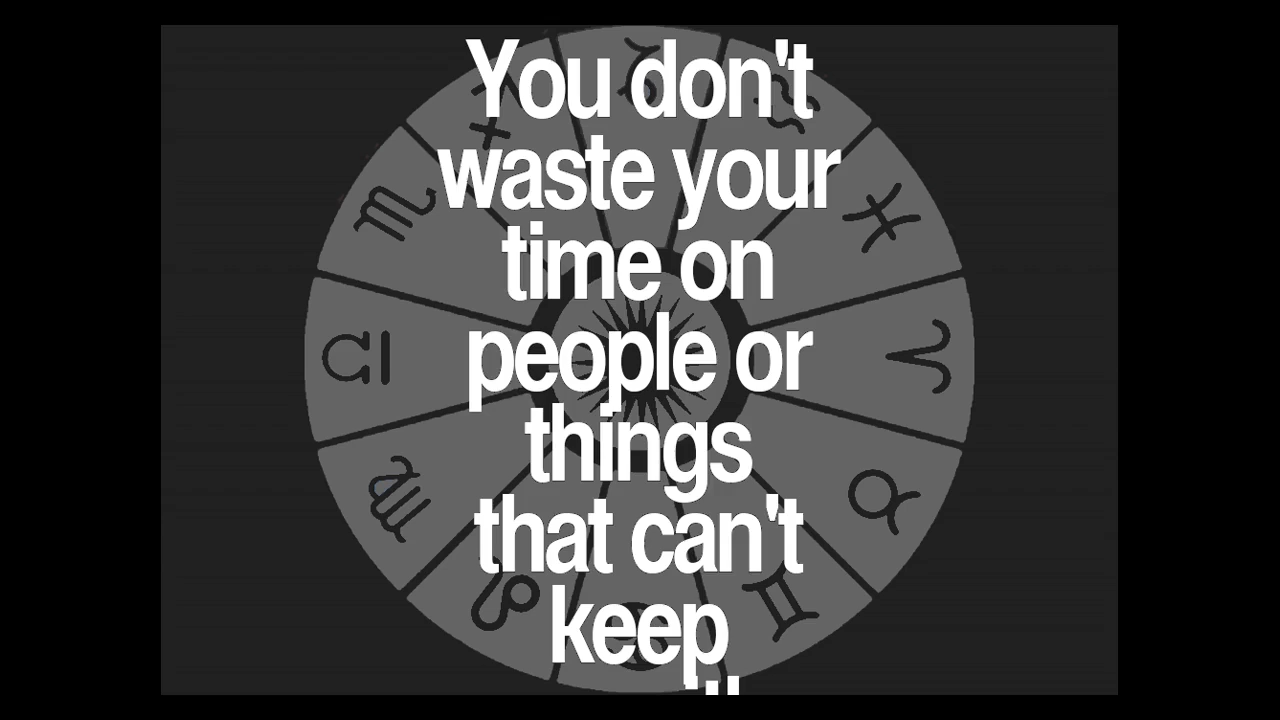 You don't
waste your
time on
people or
things
that can't
keep